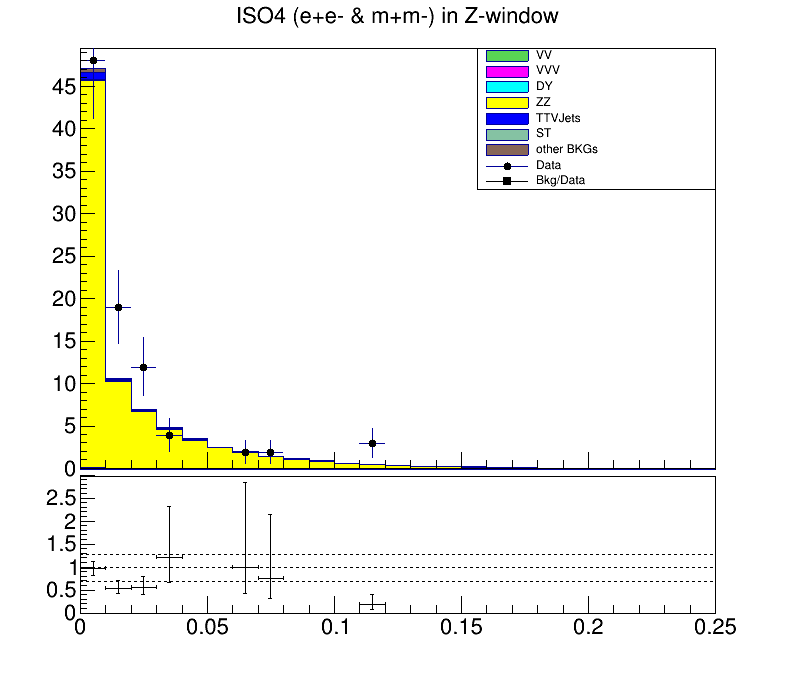 ISO4 (e+e- & m+m-) in Z-window
VV
VVV
DY
ZZ
TTVJets
ST
other BKGs
Data
Bkg/Data
45
40
35
30
25
20
15
10
5
0
2.5
2
1.5
1
0.5
0
0 0.05 0.1 0.15 0.2 0.25